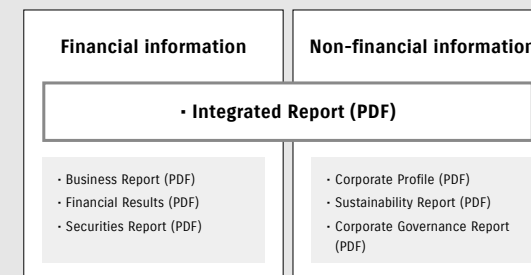 Financial information
Non-financial information
· Integrated Report (PDF)
· Business Report (PDF)
· Financial Results (PDF)
· Securities Report (PDF)
· Corporate Profile (PDF)
· Sustainability Report (PDF)
· Corporate Governance Report
(PDF)